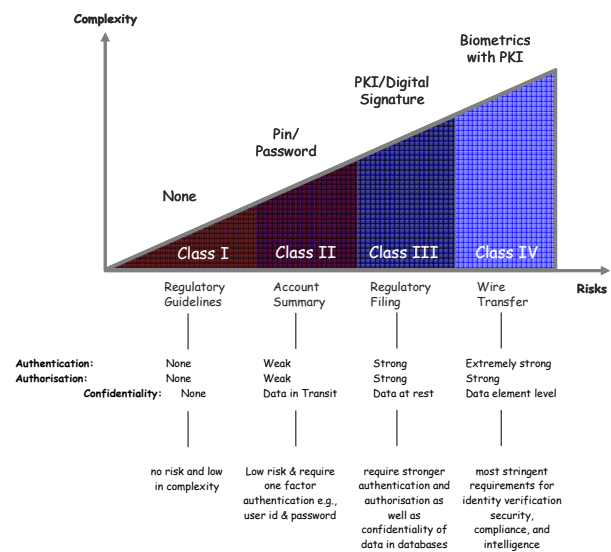 Complexity
Biometrics
with PKI
PKI/Digital
Signature
Pin/
Password
None
Class I
Class II
Class III
Class IV
Risks
Regulatory
Guidelines
Account
Summary
Regulatory
Filing
Wire
Transfer
Authentication: None Weak Strong Extremely strong
Authorisation: None Weak Strong Strong
Confidentiality: None Data in Transit Data at rest Data element level
no risk and low
in complexity
Low risk & require
one factor
authentication e.g.,
user id & password
require stronger
authentication and
authorisation as
well as
confidentiality of
data in databases
most stringent
requirements for
identity verification
security,
compliance, and
intelligence